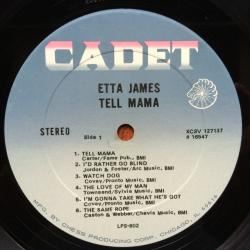 CADET
ETTA JAMES
TELL MAMA
STEREO
Side 1
XCSV 127137
# 16547
1 TELL MAMA
Carter/Fame Pub., BMI
2 I'D RATHER GO BLIND
Jordon & Foster/Arc Music, BMI
3 WATCH DOG
Covay/Pronto Music, BMI
4 THE LOVE OF MY MAN
Townsend/Sylvia Music, BMI
5 I'M GONNA TAKE WHAT HE'S GOT
Covay/Pronto Music, BMI
6 THE SAME ROPE
Caston & Webber/Chevis Music, BMI
LPS-802
MFG. BY CHESS PRODUCING CORP., CHICAGO, ILL. 60616